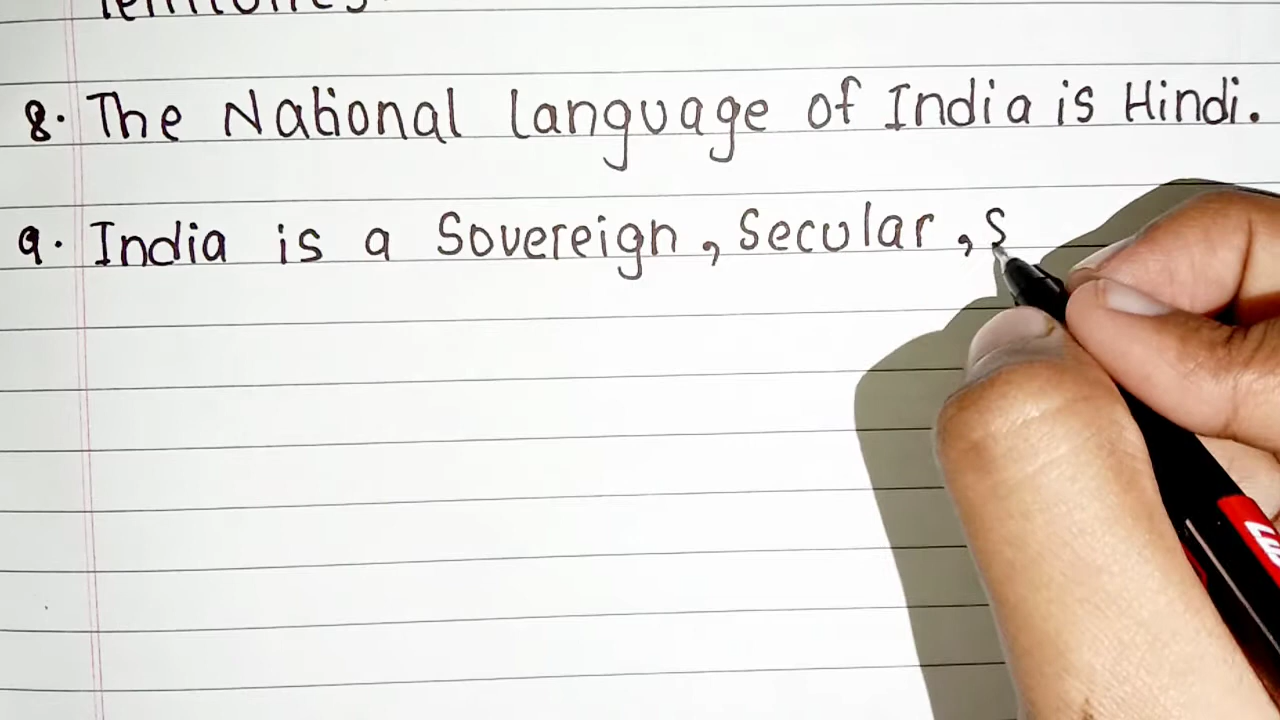 8. The National language of India is Hindi.
9. India is a Sovereign, Secular, S